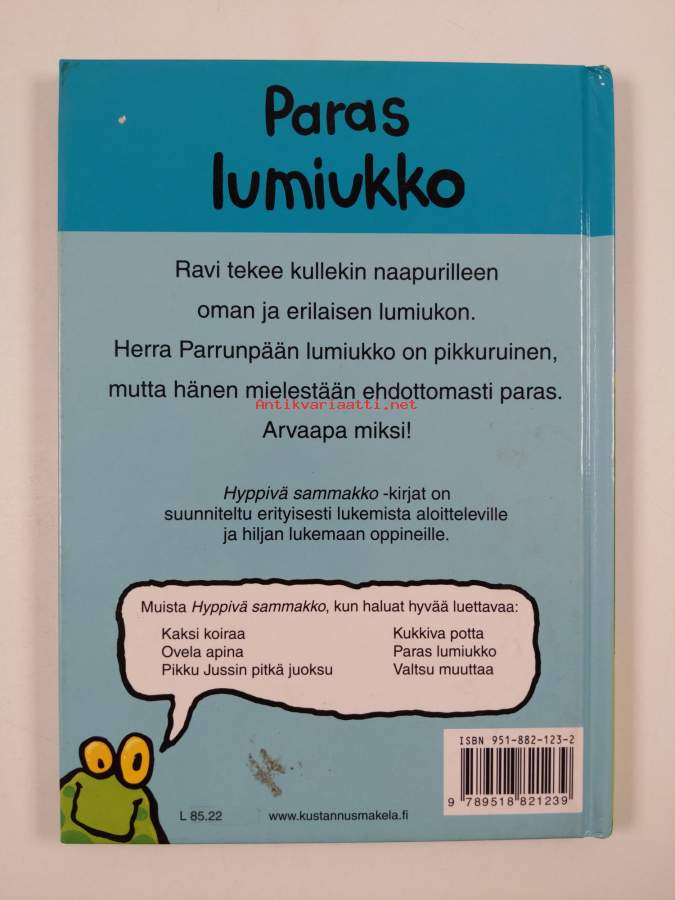 Paras
lumiukko
Ravi tekee kullekin naapurilleen
oman ja erilaisen lumiukon.
Herra Parrunpään lumiukko on pikkuruinen,
mutta hänen mielestään ehdottomasti paras.
Antikvariaatti.net
Arvaapa miksi!
Hyppivä sammakko -kirjat on
suunniteltu erityisesti lukemista aloitteleville
ja hiljan lukemaan oppineille.
Muista Hyppivä sammakko, kun haluat hyvää luettavaa:
Kaksi koiraa
Ovela apina
Pikku Jussin pitkä juoksu
Kukkiva potta
Paras lumiukko
Valtsu muuttaa
ISBN 951-882-123-2
9 789518 821239
L 85.22
www.kustannusmakela.fi